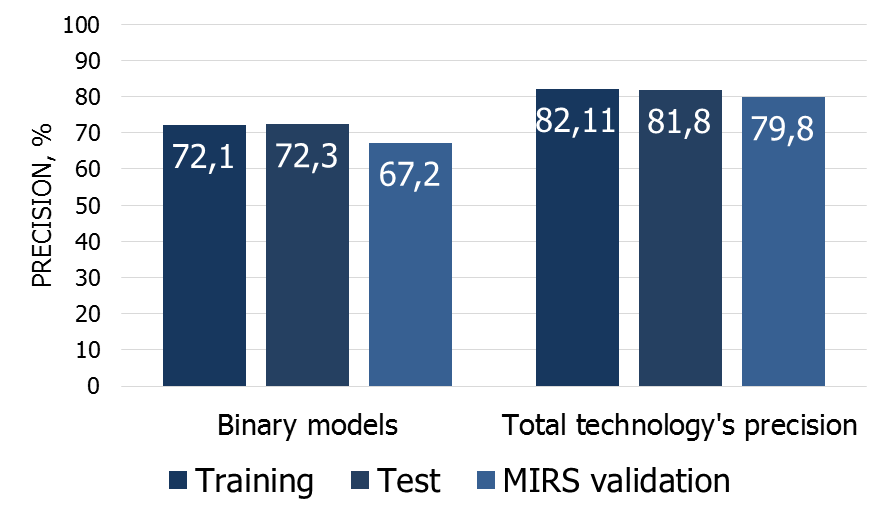 100
90
80
70
60
50
40
30
20
10
0
PRECISION, %
72,1
72,3
67,2
82,11
81,8
79,8
Binary models
Total technology's precision
Training
Test
MIRS validation